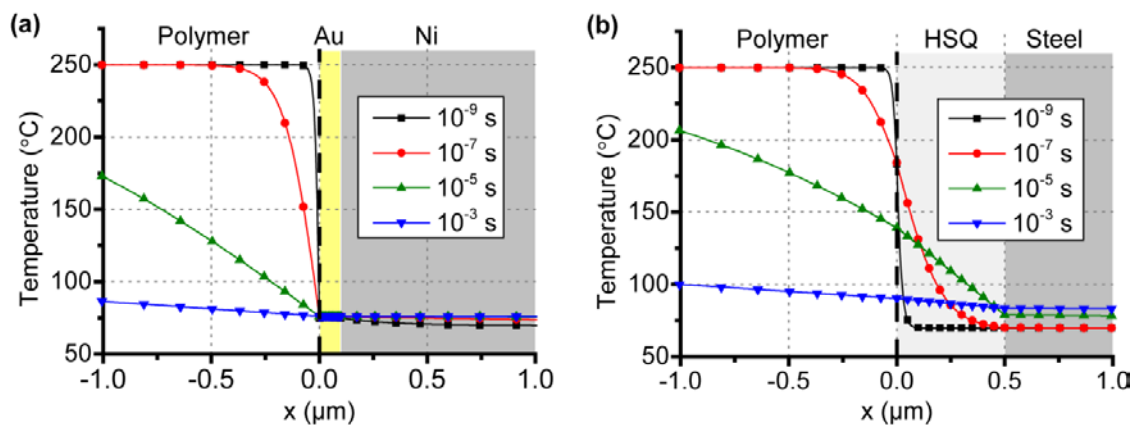 (a)
Polymer Au Ni
250
200
150
100
50
Temperature (°C)
10⁻⁹ s
10⁻⁷ s
10⁻⁵ s
10⁻³ s
-1.0 -0.5 0.0 0.5 1.0
x (μm)
(b)
Polymer HSQ Steel
250
200
150
100
50
Temperature (°C)
10⁻⁹ s
10⁻⁷ s
10⁻⁵ s
10⁻³ s
-1.0 -0.5 0.0 0.5 1.0
x (μm)